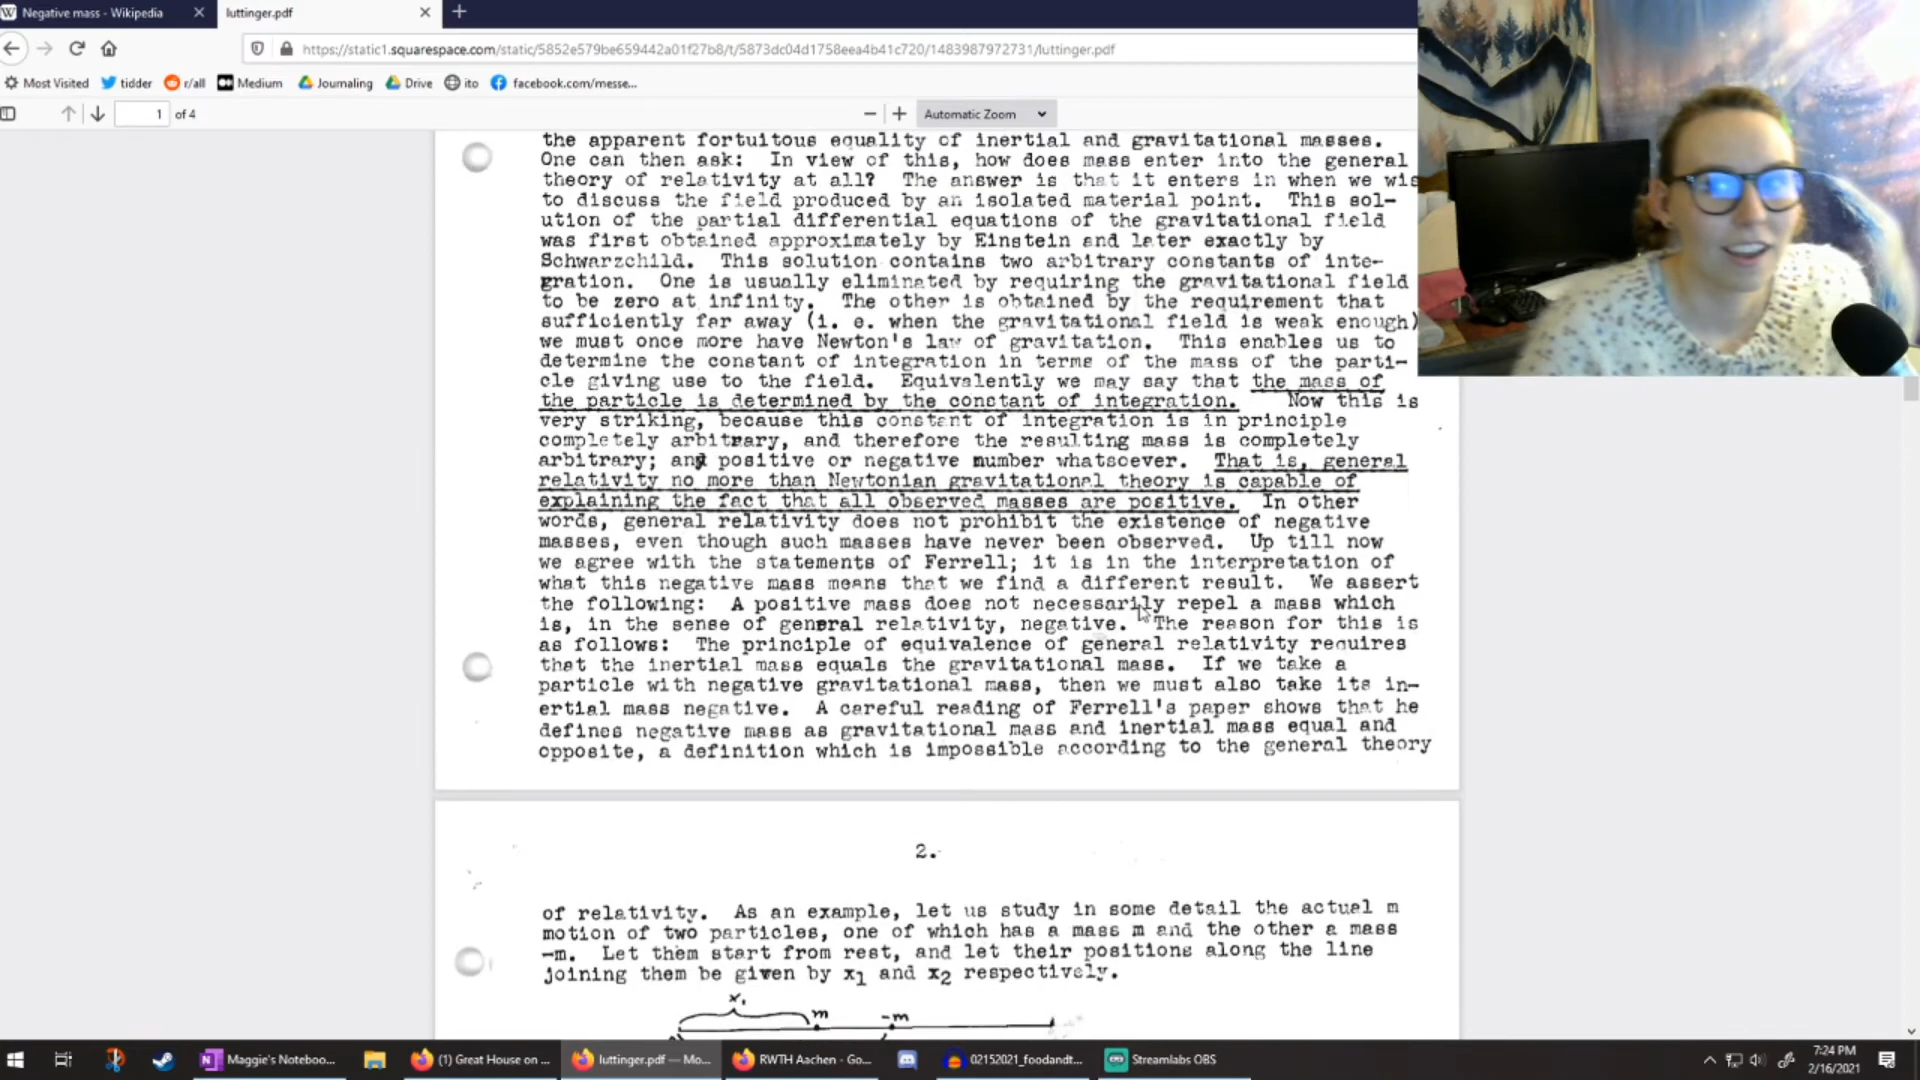 Negative mass - Wikipedia
luttinger.pdf
https://static1.squarespace.com/static/5852e579be659442a01f27b8/t/5873dc04d1758eea4b41c720/1483987972731/luttinger.pdf
Most Visited tidder r/all Medium Journaling Drive ito facebook.com/messe...
1 of 4 Automatic Zoom
the apparent fortuitous equality of inertial and gravitational masses.
One can then ask: In view of this, how does mass enter into the general
theory of relativity at all? The answer is that it enters in when we wis
to discuss the field produced by an isolated material point. This sol-
ution of the partial differential equations of the gravitational field
was first obtained approximately by Einstein and later exactly by
Schwarzchild. This solution contains two arbitrary constants of inte-
gration. One is usually eliminated by requiring the gravitational field
to be zero at infinity. The other is obtained by the requirement that
sufficiently far away (i. e. when the gravitational field is weak enough)
we must once more have Newton's law of gravitation. This enables us to
determine the constant of integration in terms of the mass of the parti-
cle giving use to the field. Equivalently we may say that the mass of
the particle is determined by the constant of integration. Now this is
very striking, because this constant of integration is in principle
completely arbitrary, and therefore the resulting mass is completely
arbitrary; any positive or negative number whatsoever. That is, general
relativity no more than Newtonian gravitational theory is capable of
explaining the fact that all observed masses are positive. In other
words, general relativity does not prohibit the existence of negative
masses, even though such masses have never been observed. Up till now
we agree with the statements of Ferrell; it is in the interpretation of
what this negative mass means that we find a different result. We assert
the following: A positive mass does not necessarily repel a mass which
is, in the sense of general relativity, negative. The reason for this is
as follows: The principle of equivalence of general relativity requires
that the inertial mass equals the gravitational mass. If we take a
particle with negative gravitational mass, then we must also take its in-
ertial mass negative. A careful reading of Ferrell's paper shows that he
defines negative mass as gravitational mass and inertial mass equal and
opposite, a definition which is impossible according to the general theory
2.
of relativity. As an example, let us study in some detail the actual m
motion of two particles, one of which has a mass m and the other a mass
-m. Let them start from rest, and let their positions along the line
joining them be given by x1 and x2 respectively.
x1
m -m
Maggie's Noteboo... (1) Great House on ... luttinger.pdf — Mo... RWTH Aachen - Go... 02152021_foodandt... Streamlabs OBS
7:24 PM
2/16/2021